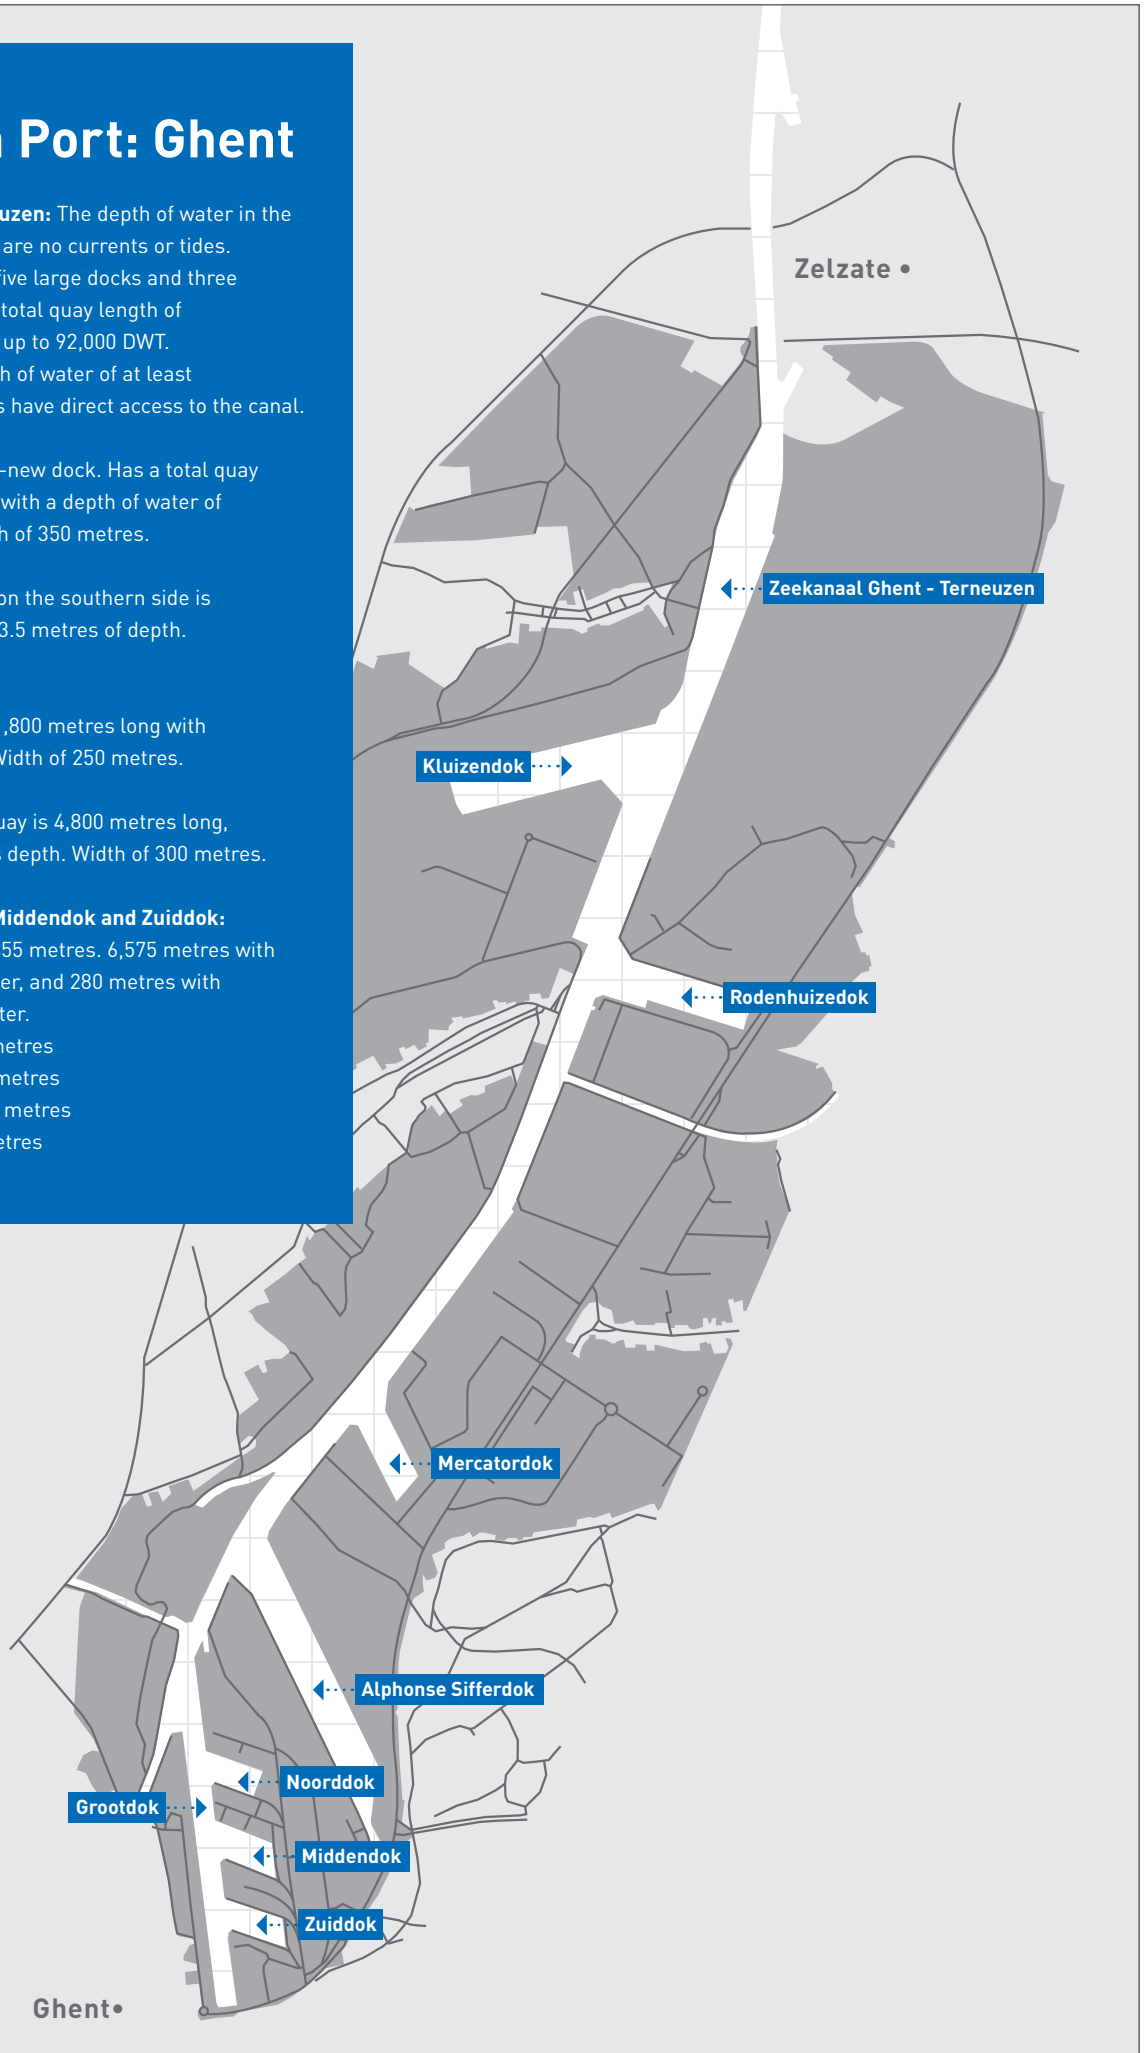 Port: Ghent
uzen: The depth of water in the
are no currents or tides.
five large docks and three
total quay length of
up to 92,000 DWT.
h of water of at least
s have direct access to the canal.
-new dock. Has a total quay
with a depth of water of
h of 350 metres.
on the southern side is
3.5 metres of depth.
,800 metres long with
Width of 250 metres.
uay is 4,800 metres long,
s depth. Width of 300 metres.
Middendok and Zuiddok:
55 metres. 6,575 metres with
er, and 280 metres with
ter.
metres
metres
metres
etres
Zelzate
Zeekanaal Ghent - Terneuzen
Kluizendok
Rodenhuizedok
Mercatordok
Alphonse Sifferdok
Noorddok
Grootdok
Middendok
Zuiddok
Ghent